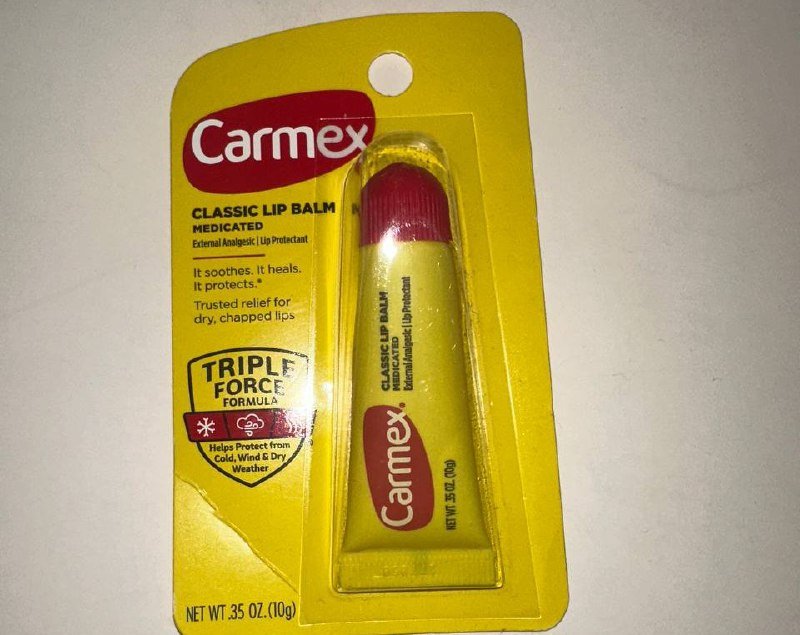 Carmex
CLASSIC LIP BALM
MEDICATED
External Analgesic | Lip Protectant
It soothes. It heals.
It protects.®
Trusted relief for
dry, chapped lips
TRIPLE
FORCE
FORMULA
Helps Protect from
Cold, Wind & Dry
Weather
NET WT .35 OZ. (10g)
CLASSIC LIP BALM
MEDICATED
External Analgesic | Lip Protectant
Carmex®
NET WT .35 OZ. (10g)